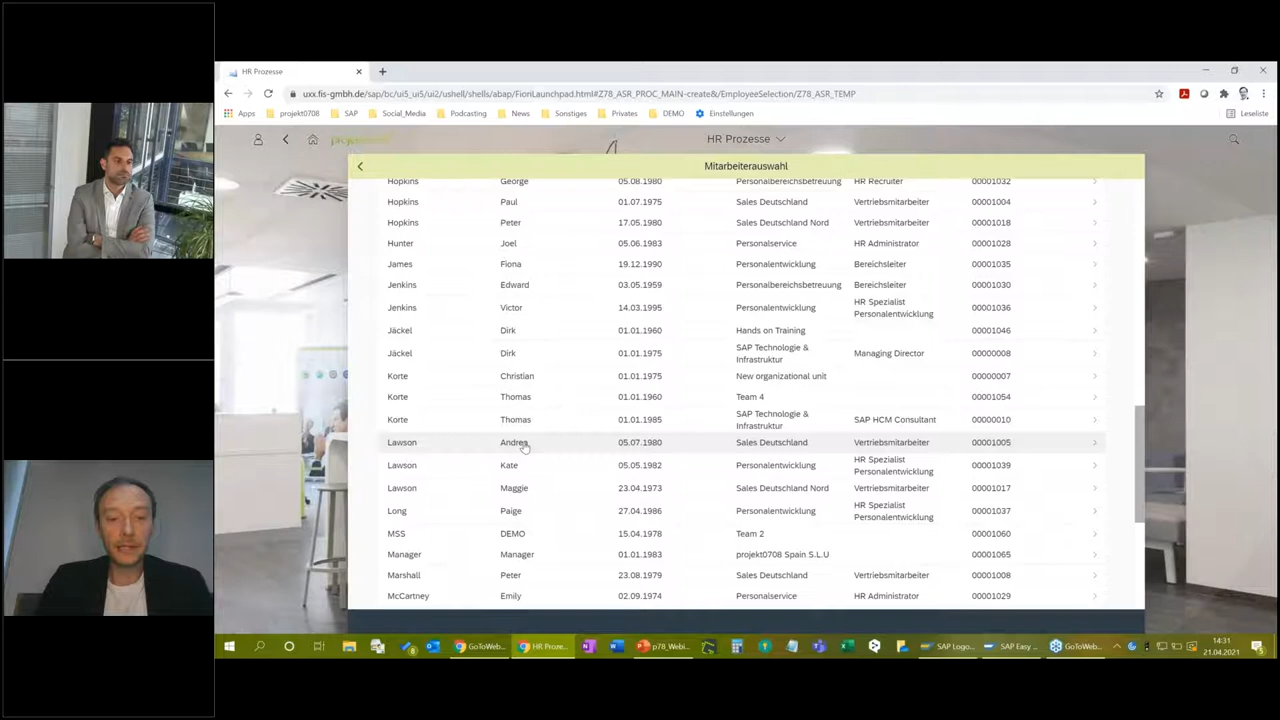 HR Prozesse
uxx.fis-gmbh.de/sap/bc/ui5_ui5/ui2/ushell/shells/abap/FioriLaunchpad.html#Z78_ASR_PROC_MAIN-create&/EmployeeSelection/Z78_ASR_TEMP
Apps projekt0708 SAP Social_Media Podcasting News Sonstiges Privates DEMO Einstellungen Leseliste
HR Prozesse
Mitarbeiterauswahl
Hopkins George 05.08.1980 Personalbereichsbetreuung HR Recruiter 00001032
Hopkins Paul 01.07.1975 Sales Deutschland Vertriebsmitarbeiter 00001004
Hopkins Peter 17.05.1980 Sales Deutschland Nord Vertriebsmitarbeiter 00001018
Hunter Joel 05.06.1983 Personalservice HR Administrator 00001028
James Fiona 19.12.1990 Personalentwicklung Bereichsleiter 00001035
Jenkins Edward 03.05.1959 Personalbereichsbetreuung Bereichsleiter 00001030
Jenkins Victor 14.03.1995 Personalentwicklung HR Spezialist 00001036
Personalentwicklung
Jäckel Dirk 01.01.1960 Hands on Training 00001046
Jäckel Dirk 01.01.1975 SAP Technologie & Managing Director 00000008
Infrastruktur
Korte Christian 01.01.1975 New organizational unit 00000007
Korte Thomas 01.01.1960 Team 4 00001054
Korte Thomas 01.01.1985 SAP Technologie & SAP HCM Consultant 00000010
Infrastruktur
Lawson Andrea 05.07.1980 Sales Deutschland Vertriebsmitarbeiter 00001005
Lawson Kate 05.05.1982 Personalentwicklung HR Spezialist 00001039
Personalentwicklung
Lawson Maggie 23.04.1973 Sales Deutschland Nord Vertriebsmitarbeiter 00001017
Long Paige 27.04.1986 Personalentwicklung HR Spezialist 00001037
Personalentwicklung
MSS DEMO 15.04.1978 Team 2 00001060
Manager Manager 01.01.1983 projekt0708 Spain S.L.U 00001065
Marshall Peter 23.08.1979 Sales Deutschland Vertriebsmitarbeiter 00001008
McCartney Emily 02.09.1974 Personalservice HR Administrator 00001029
GoToWeb... HR Proze... p78_Webi... SAP Logo... SAP Easy ... GoToWeb...
14:31
21.04.2021